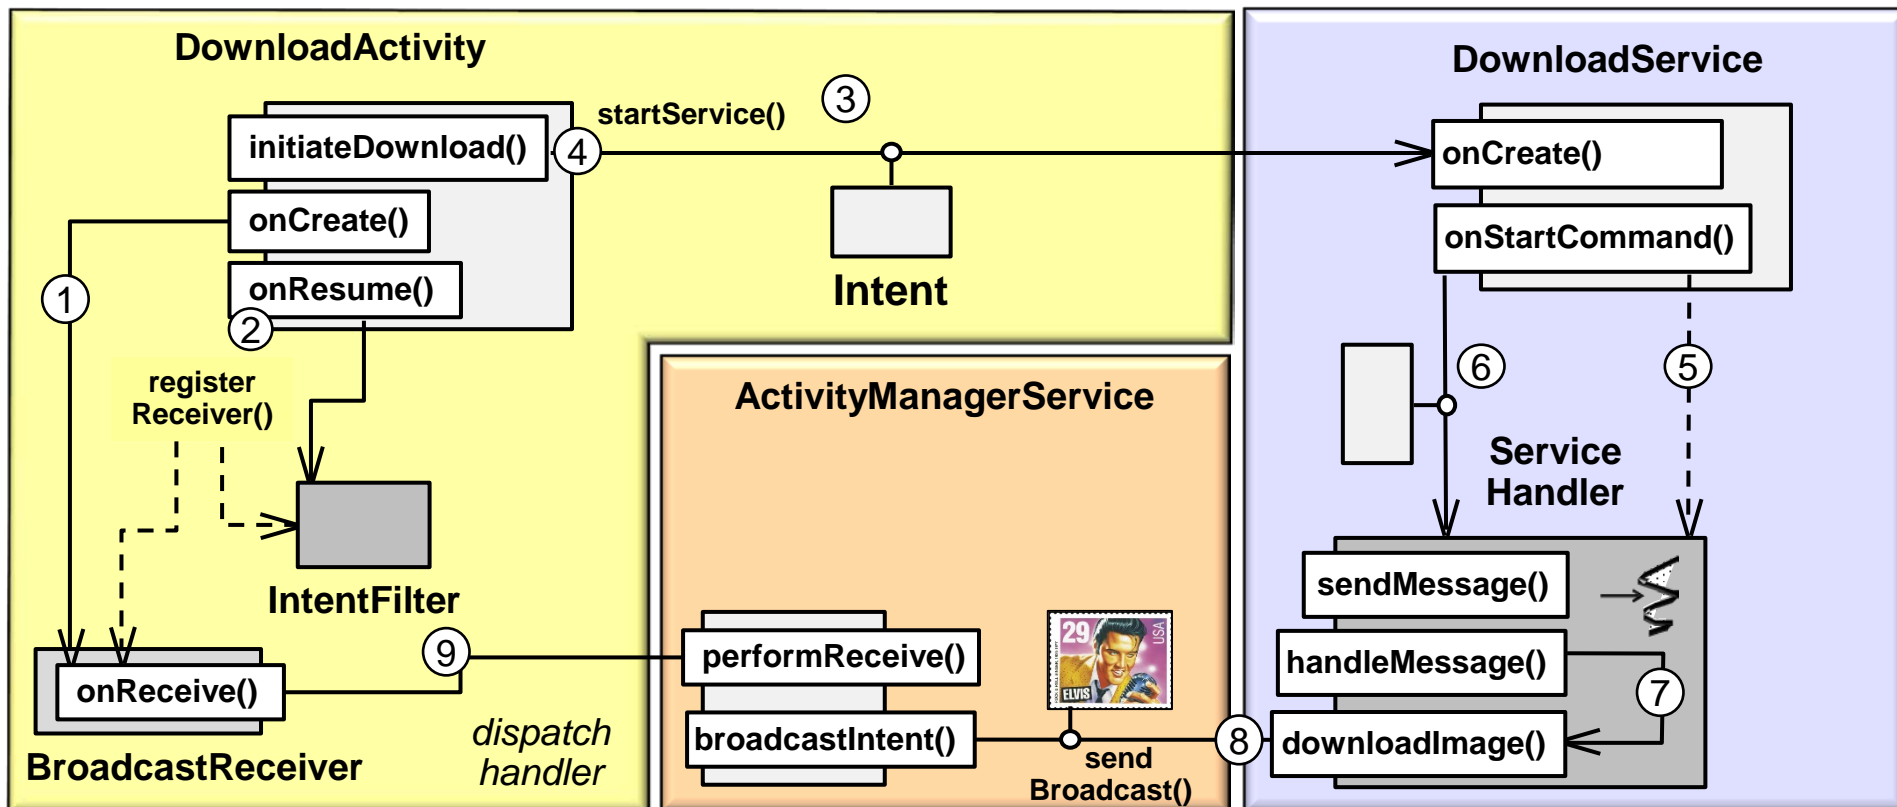 DownloadActivity
DownloadService
startService()
3
initiateDownload()
4
onCreate()
onCreate()
onStartCommand()
onResume()
Intent
1
2
register
Receiver()
ActivityManagerService
6
5
Service
Handler
IntentFilter
sendMessage()
9
performReceive()
29
USA
ELVIS
handleMessage()
onReceive()
7
dispatch
handler
broadcastIntent()
send
Broadcast()
8
downloadImage()
BroadcastReceiver